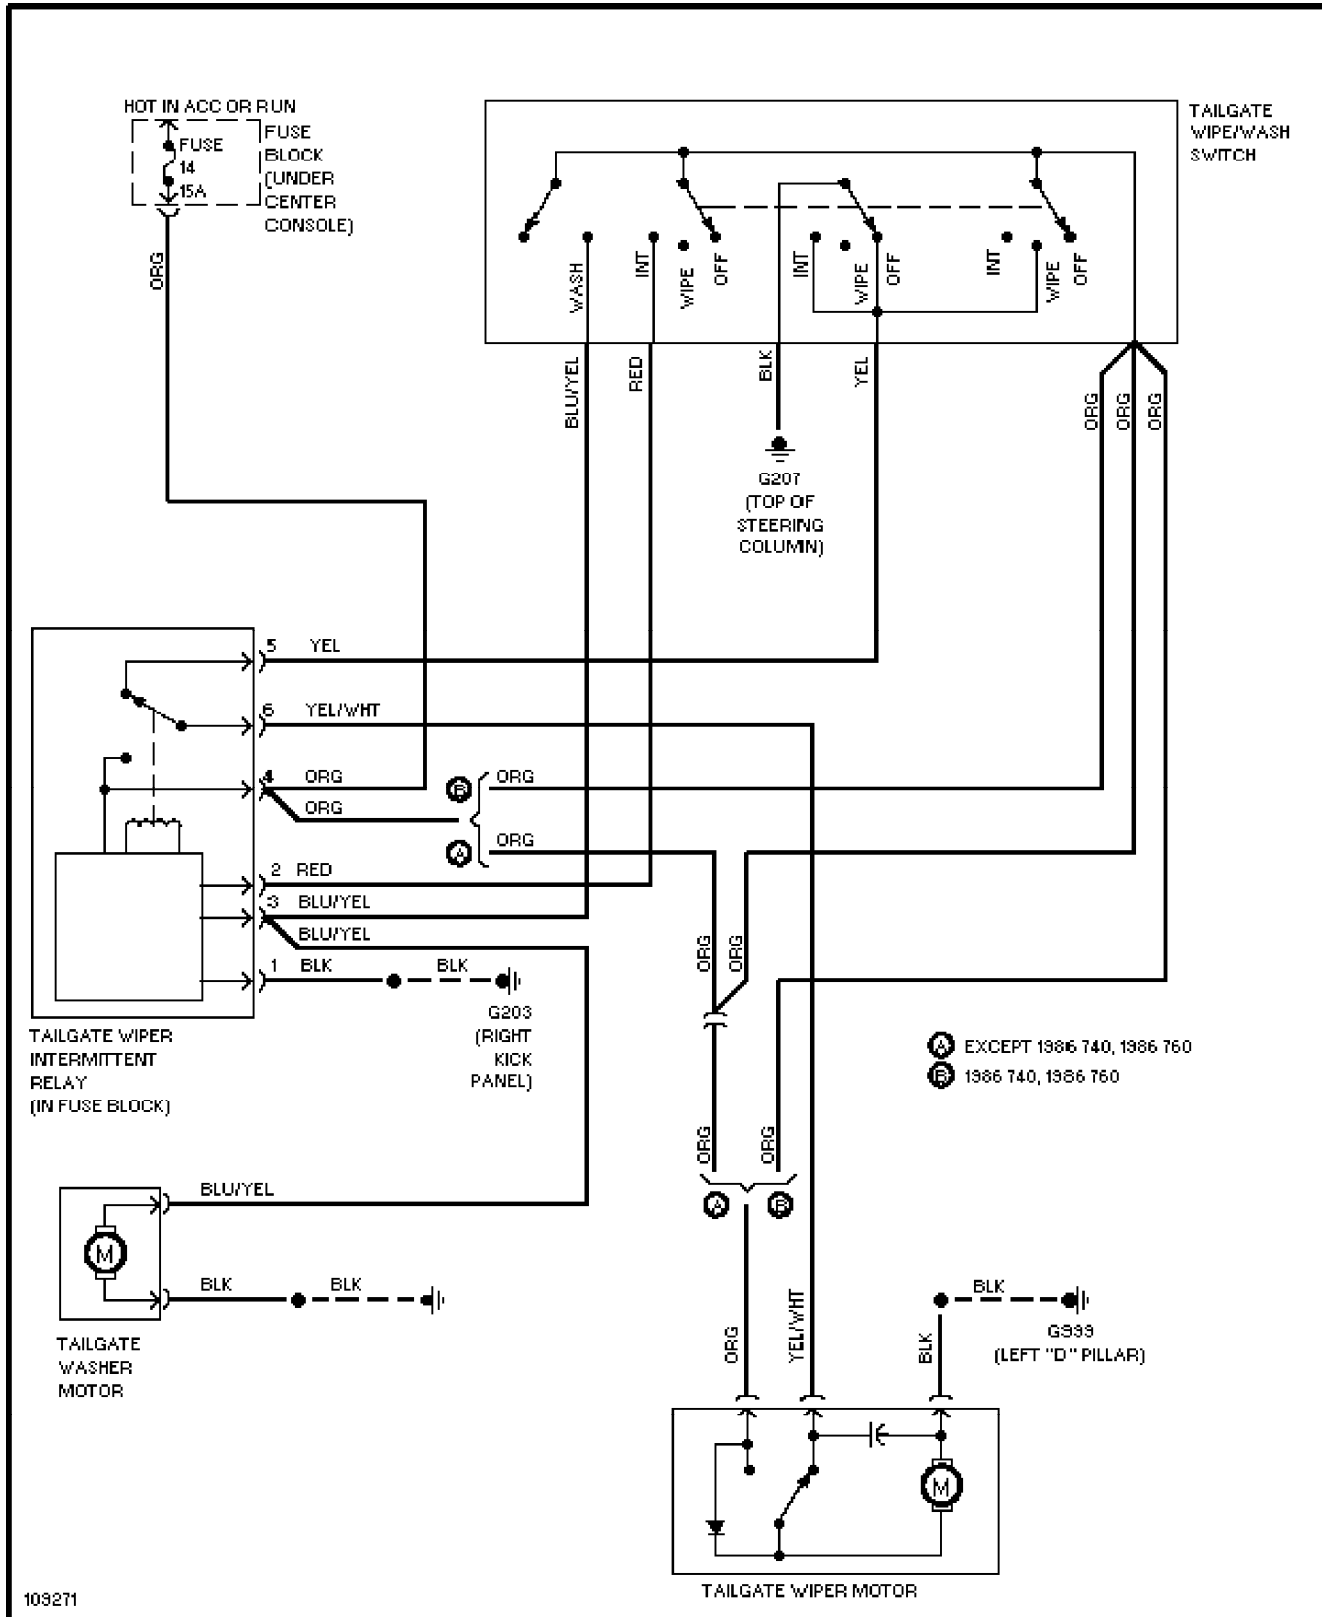 HOT IN ACC OR RUN
FUSE
14
15A
FUSE
BLOCK
(UNDER
CENTER
CONSOLE)
ORG
TAILGATE
WIPE/WASH
SWITCH
WASH
INT
WIPE
OFF
INT
WIPE
OFF
INT
WIPE
OFF
BLU/YEL
RED
BLK
YEL
ORG
ORG
ORG
G207
(TOP OF
STEERING
COLUMN)
5 YEL
6 YEL/WHT
4 ORG
ORG
B ORG
A ORG
2 RED
3 BLU/YEL
BLU/YEL
1 BLK BLK
G203
(RIGHT
KICK
PANEL)
ORG
ORG
TAILGATE WIPER
INTERMITTENT
RELAY
(IN FUSE BLOCK)
A EXCEPT 1986 740, 1986 760
B 1986 740, 1986 760
ORG
ORG
A
B
BLU/YEL
M
BLK BLK
TAILGATE
WASHER
MOTOR
ORG
YEL/WHT
BLK
BLK
G999
(LEFT "D" PILLAR)
M
TAILGATE WIPER MOTOR
109271